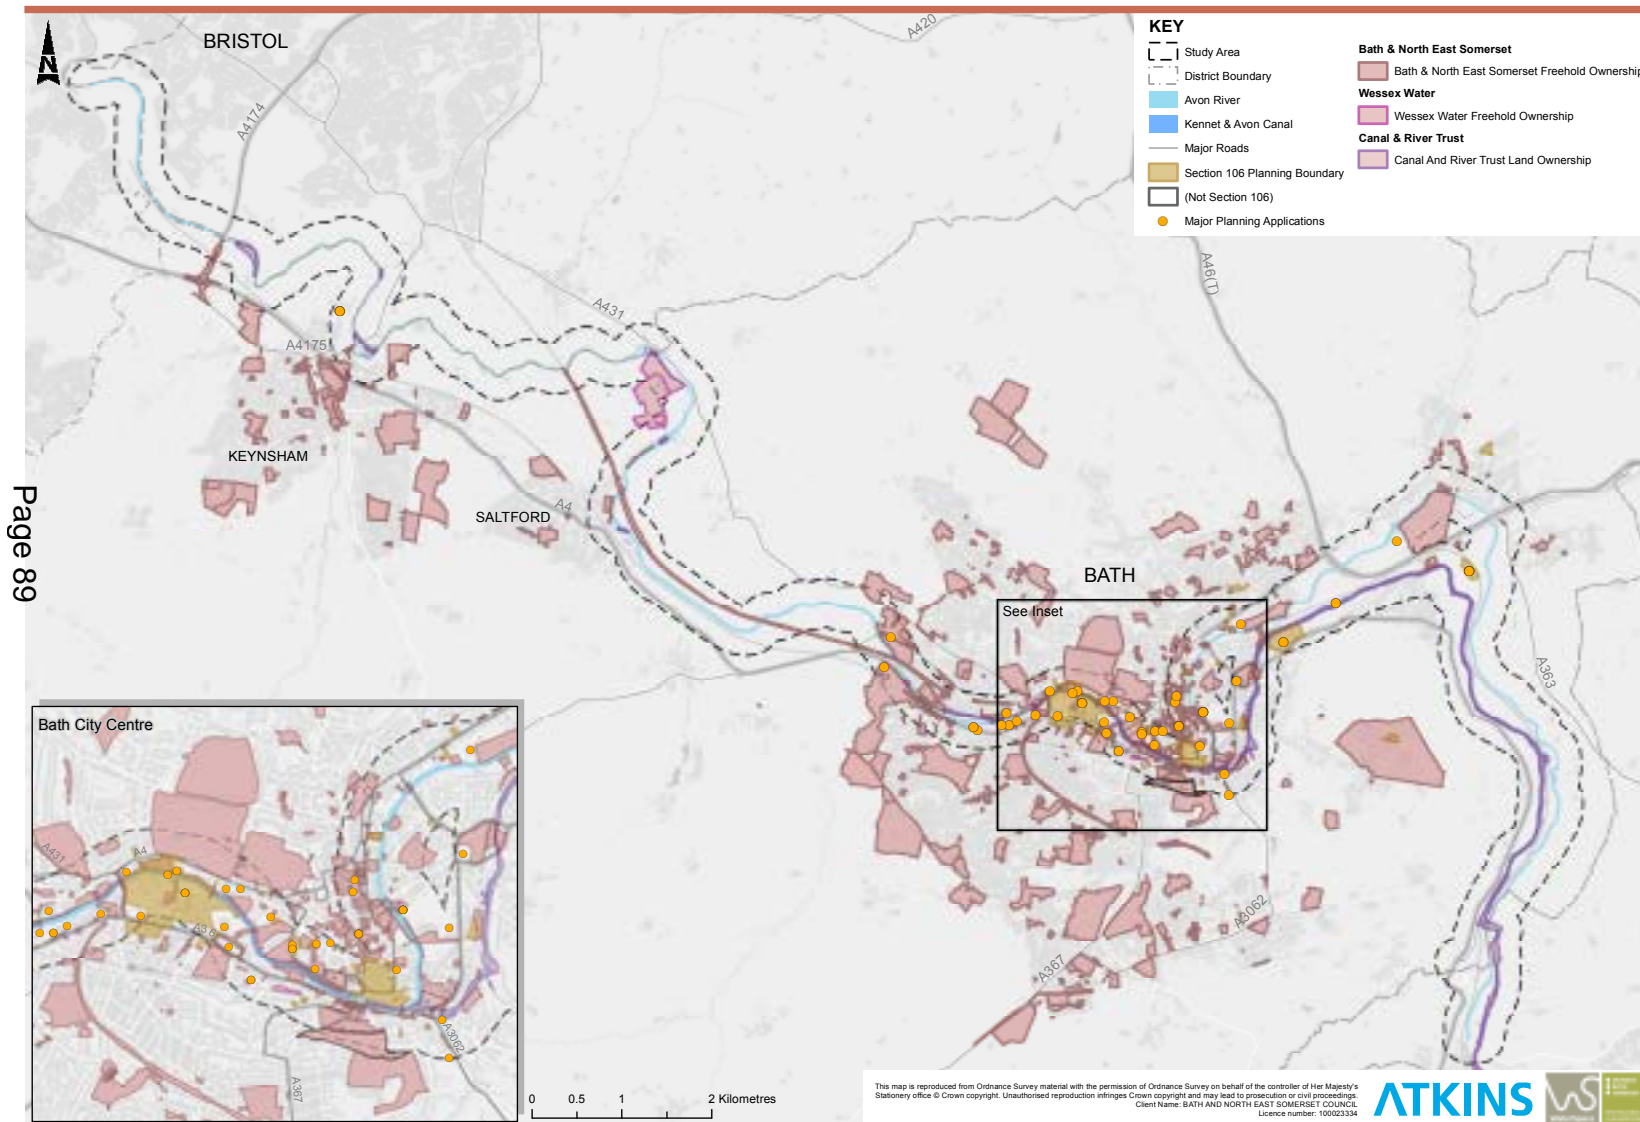 BRISTOL
N
A420
A4174
A431
A4175
KEYNSHAM
SALTFORD
A4
A46(T)
BATH
See Inset
A363
A3062
A367
Page 89
KEY
Study Area
District Boundary
Avon River
Kennet & Avon Canal
Major Roads
Section 106 Planning Boundary
(Not Section 106)
Major Planning Applications
Bath & North East Somerset
Bath & North East Somerset Freehold Ownership
Wessex Water
Wessex Water Freehold Ownership
Canal & River Trust
Canal And River Trust Land Ownership
Bath City Centre
A431
A4
A3062
A367
0 0.5 1 2 Kilometres
This map is reproduced from Ordnance Survey material with the permission of Ordnance Survey on behalf of the controller of Her Majesty's
Stationery office © Crown copyright. Unauthorised reproduction infringes Crown copyright and may lead to prosecution or civil proceedings.
Client Name: BATH AND NORTH EAST SOMERSET COUNCIL
Licence number: 100023334
ATKINS